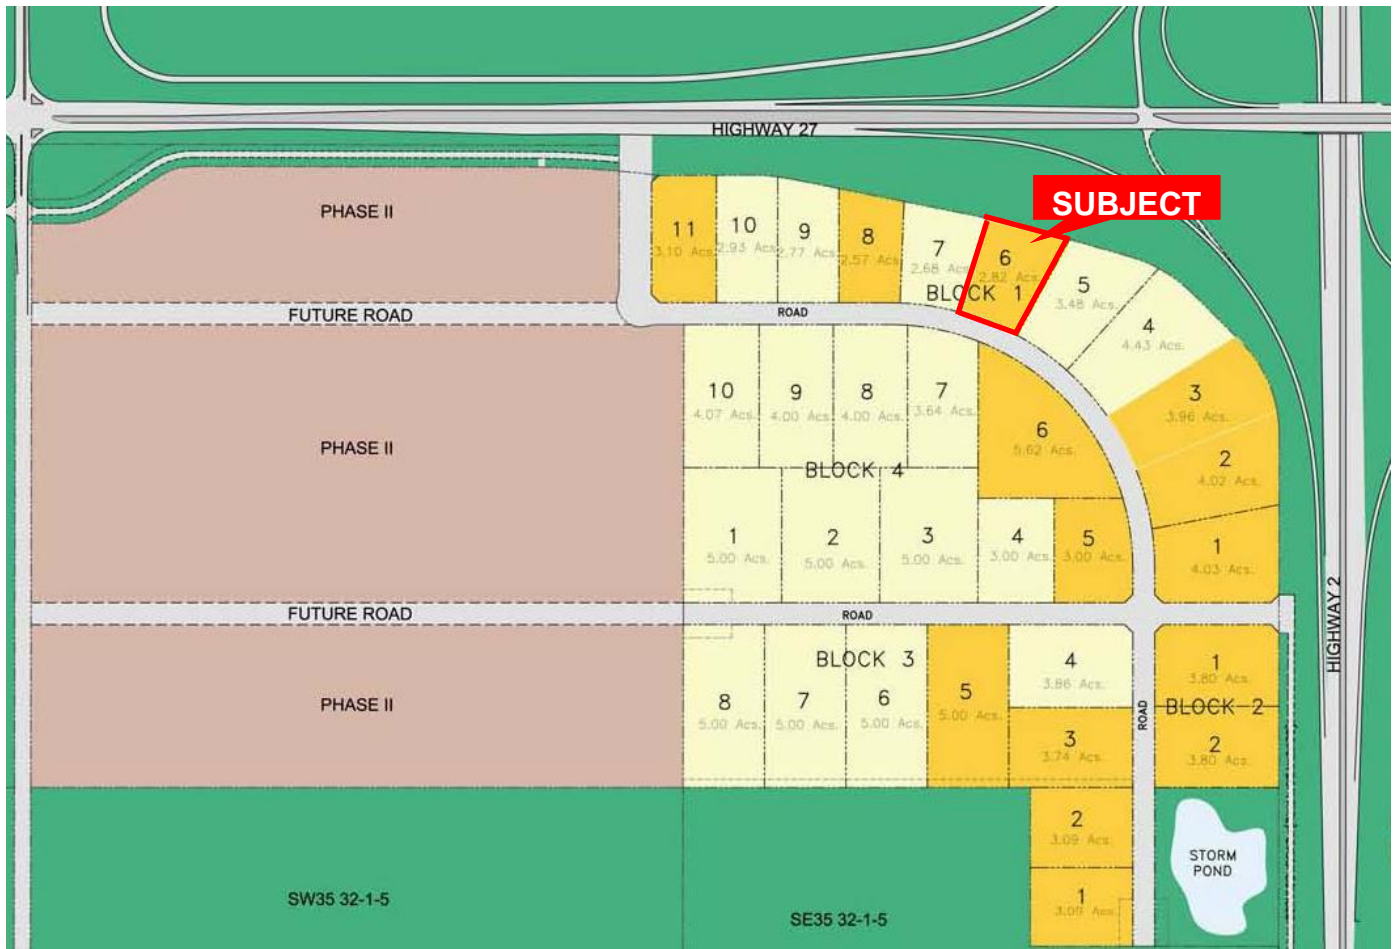 HIGHWAY 27
SUBJECT
PHASE II
11
3.10 Acs.
10
2.93 Acs.
9
2.77 Acs.
8
2.57 Acs.
7
2.68 Acs.
6
2.82 Acs.
BLOCK 1
5
3.48 Acs.
4
4.43 Acs.
3
3.96 Acs.
2
4.02 Acs.
1
4.03 Acs.
FUTURE ROAD
ROAD
PHASE II
10
4.07 Acs.
9
4.00 Acs.
8
4.00 Acs.
7
3.64 Acs.
6
5.62 Acs.
BLOCK 4
1
5.00 Acs.
2
5.00 Acs.
3
5.00 Acs.
4
3.00 Acs.
5
3.00 Acs.
FUTURE ROAD
ROAD
HIGHWAY 2
PHASE II
BLOCK 3
8
5.00 Acs.
7
5.00 Acs.
6
5.00 Acs.
5
5.00 Acs.
4
3.86 Acs.
3
3.74 Acs.
ROAD
1
3.80 Acs.
BLOCK 2
2
3.80 Acs.
2
3.09 Acs.
1
3.09 Acs.
STORM
POND
SW35 32-1-5
SE35 32-1-5